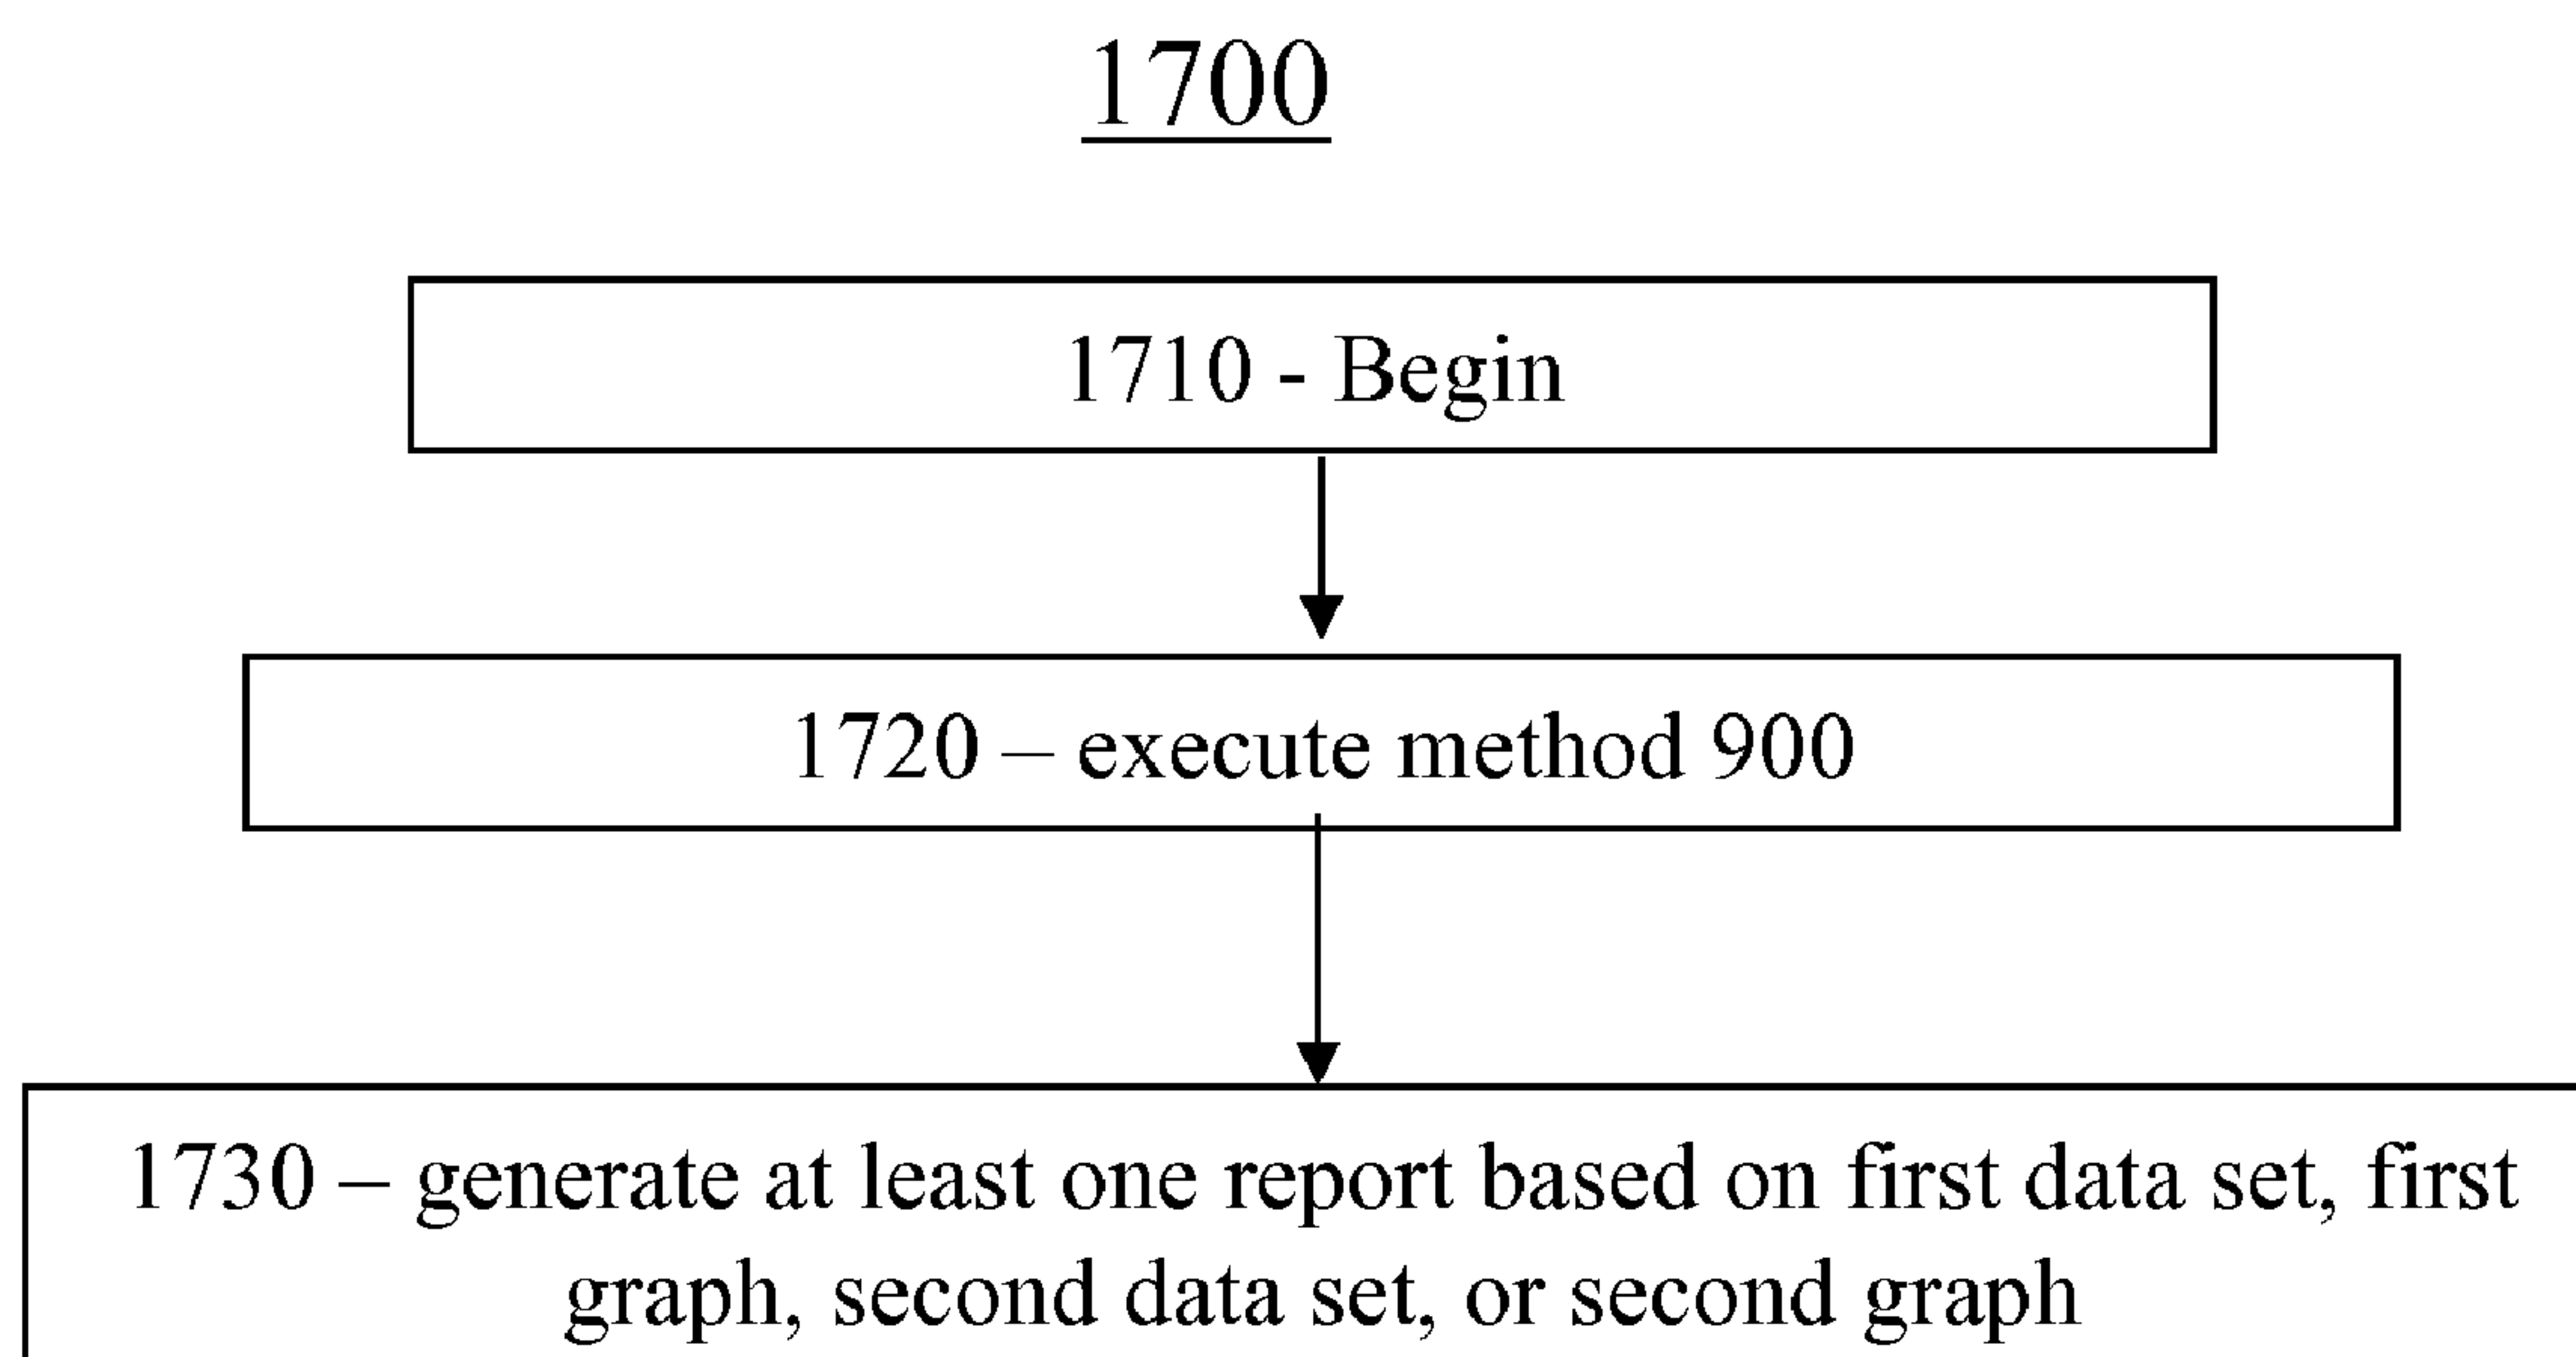 1700
1710 - Begin
1720 – execute method 900
1730 – generate at least one report based on first data set, first
graph, second data set, or second graph